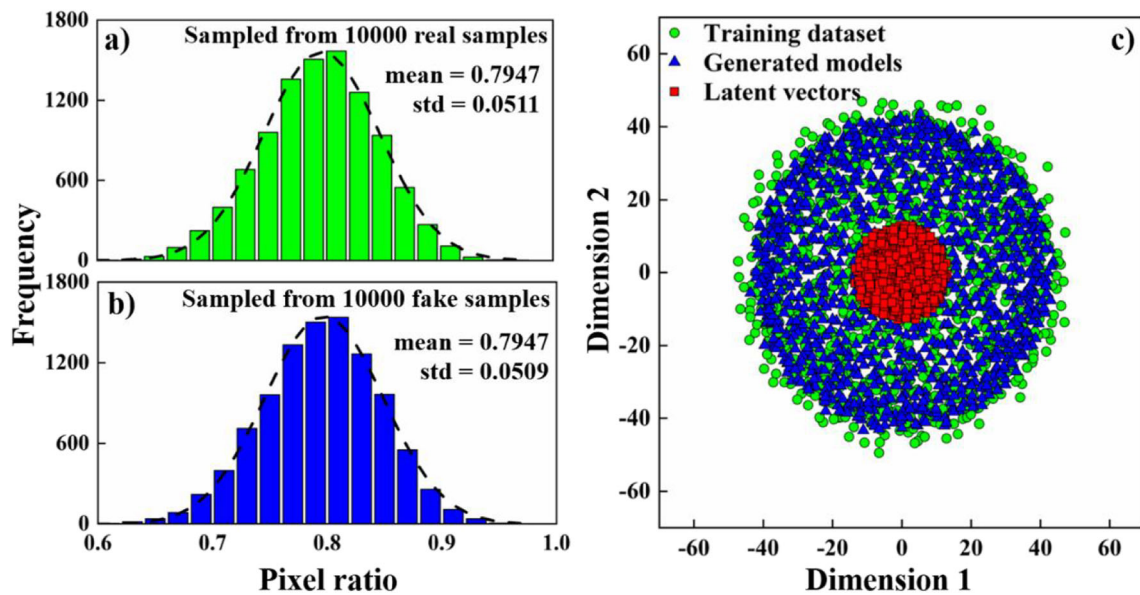 a)
Sampled from 10000 real samples
mean = 0.7947
std = 0.0511
1800
1200
600
0
b)
Sampled from 10000 fake samples
mean = 0.7947
std = 0.0509
1800
1200
600
0
0.6 0.7 0.8 0.9 1.0
Frequency
Pixel ratio
c)
Training dataset
Generated models
Latent vectors
60
40
20
0
-20
-40
-60
-60 -40 -20 0 20 40 60
Dimension 2
Dimension 1